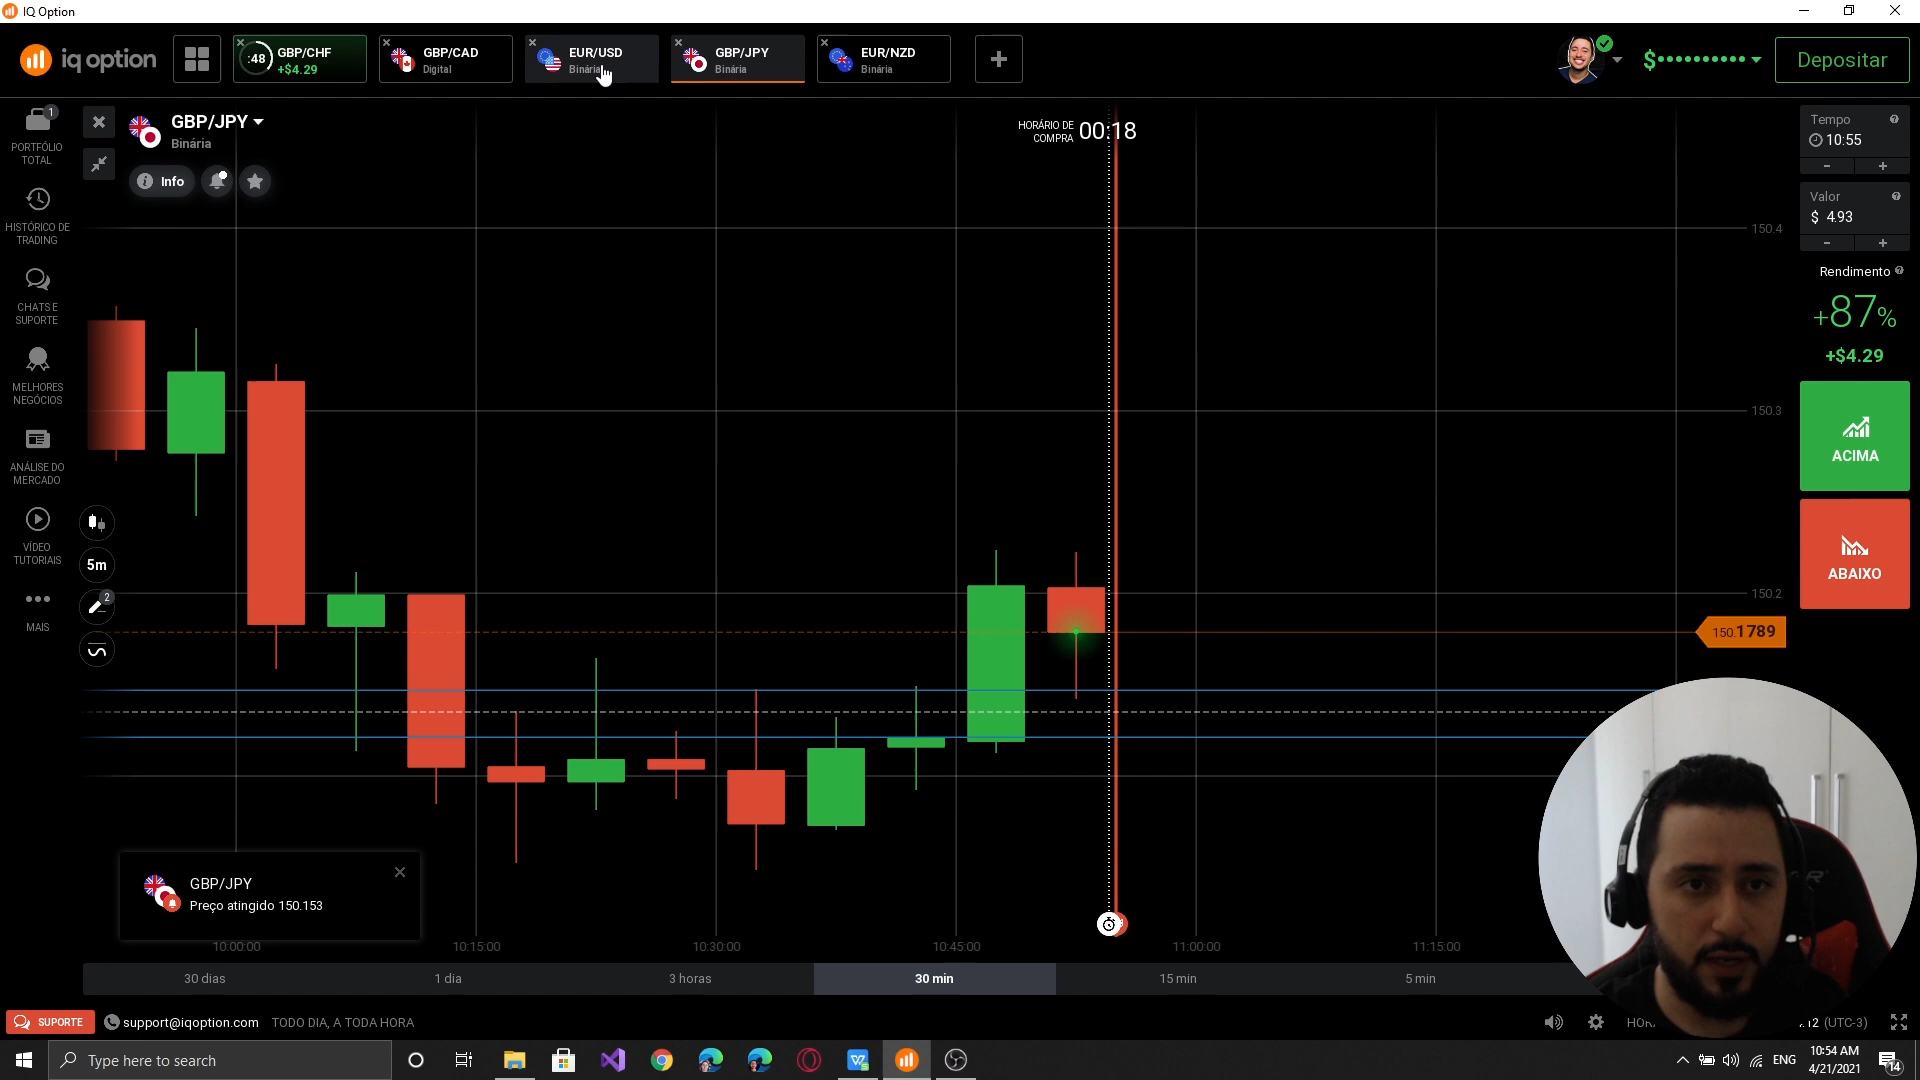 IQ Option
iq option
:48
GBP/CHF
+$4.29
GBP/CAD
Digital
EUR/USD
Binária
GBP/JPY
Binária
EUR/NZD
Binária
$
Depositar
1
PORTFÓLIO
TOTAL
HISTÓRICO DE
TRADING
CHATS E
SUPORTE
MELHORES
NEGÓCIOS
ANÁLISE DO
MERCADO
VÍDEO
TUTORIAIS
MAIS
GBP/JPY
Binária
Info
5m
2
HORÁRIO DE
COMPRA
00:18
150.4
150.3
150.2
150.1789
Tempo
10:55
- +
Valor
$ 4.93
- +
Rendimento
+87%
+$4.29
ACIMA
ABAIXO
GBP/JPY
Preço atingido 150.153
10:00:00
10:15:00
10:30:00
10:45:00
11:00:00
11:15:00
30 dias
1 dia
3 horas
30 min
15 min
5 min
SUPORTE
support@iqoption.com
TODO DIA, A TODA HORA
(UTC-3)
Type here to search
ENG
10:54 AM
4/21/2021
14